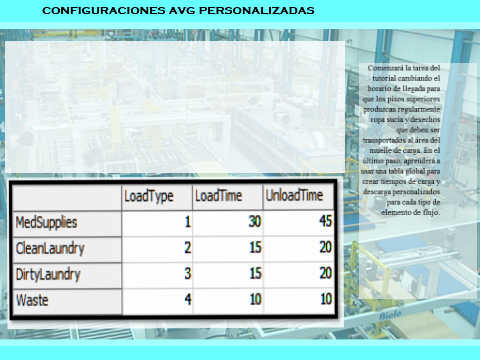 CONFIGURACIONES AVG PERSONALIZADAS
Comenzará la tarea del
tutorial cambiando el
horario de llegada para
que los pisos superiores
produzcan regularmente
ropa sucia y desechos
que deben ser
transportados al área del
muelle de carga. En el
último paso, aprenderá a
usar una tabla global para
crear tiempos de carga y
descarga personalizados
para cada tipo de
elemento de flujo.
LoadType LoadTime UnloadTime
MedSupplies 1 30 45
CleanLaundry 2 15 20
DirtyLaundry 3 15 20
Waste 4 10 10